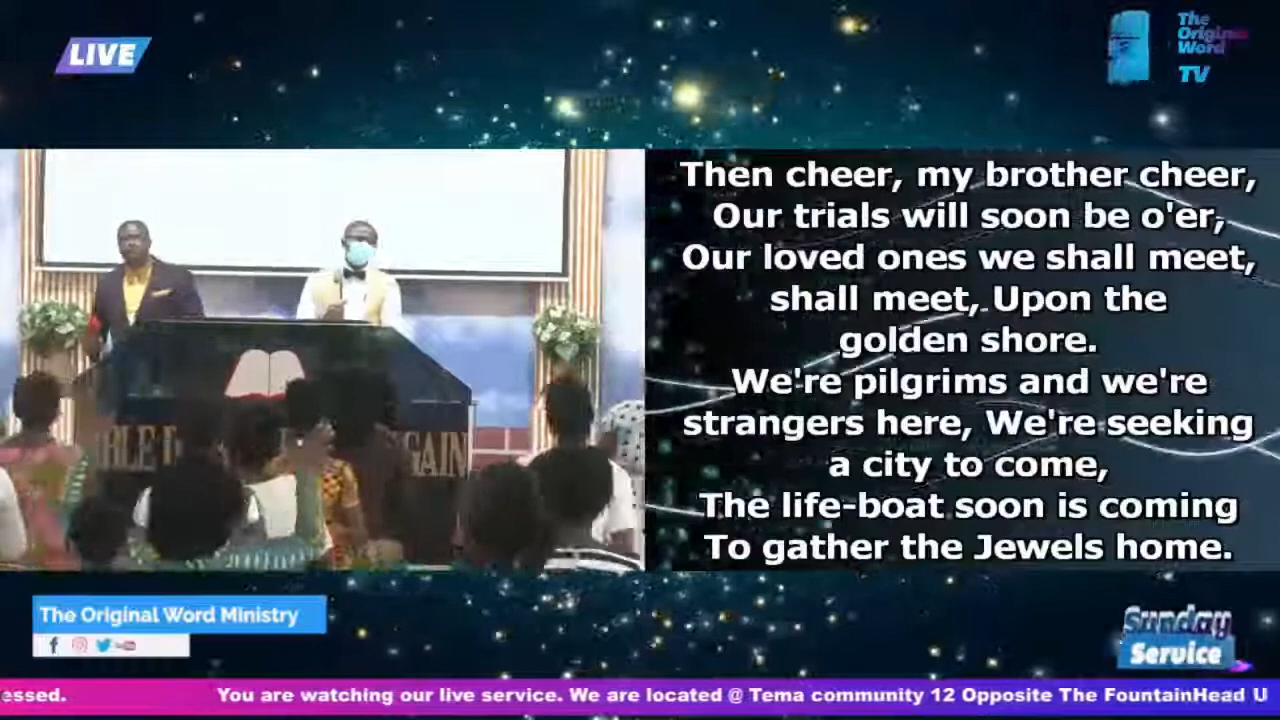 LIVE
The
Original
Word
TV
Then cheer, my brother cheer,
Our trials will soon be o'er,
Our loved ones we shall meet,
shall meet, Upon the
golden shore.
We're pilgrims and we're
strangers here, We're seeking
a city to come,
The life-boat soon is coming
To gather the Jewels home.
GAIN
The Original Word Ministry
Sunday
Service
essed. You are watching our live service. We are located @ Tema community 12 Opposite The FountainHead U